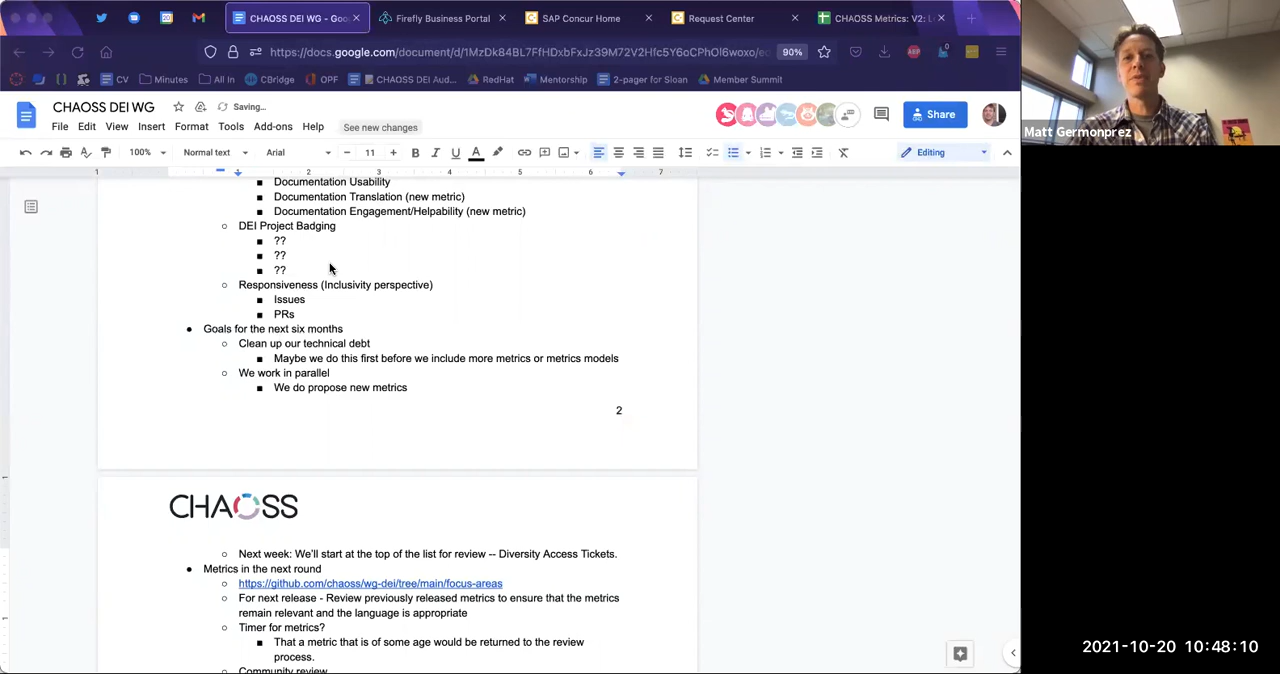 CHAOSS DEI WG - Goo
Firefly Business Portal
SAP Concur Home
Request Center
CHAOSS Metrics: V2: L
https://docs.google.com/document/d/1MzDk84BL7FfHDxbFxJz39M72V2Hfc5Y6oCPhOl6woxo/ec
90%
CV
Minutes
All In
CBridge
OPF
CHAOSS DEI Aud...
RedHat
Mentorship
2-pager for Sloan
Member Summit
CHAOSS DEI WG
Saving...
File Edit View Insert Format Tools Add-ons Help
See new changes
Share
100% Normal text Arial 11 Editing
1 2 3 4 5 6 7
Documentation Usability
Documentation Translation (new metric)
Documentation Engagement/Helpability (new metric)
DEI Project Badging
??
??
??
Responsiveness (Inclusivity perspective)
Issues
PRs
Goals for the next six months
Clean up our technical debt
Maybe we do this first before we include more metrics or metrics models
We work in parallel
We do propose new metrics
2
CHAOSS
Next week: We'll start at the top of the list for review -- Diversity Access Tickets.
Metrics in the next round
https://github.com/chaoss/wg-dei/tree/main/focus-areas
For next release - Review previously released metrics to ensure that the metrics
remain relevant and the language is appropriate
Timer for metrics?
That a metric that is of some age would be returned to the review
process.
Community review
Matt Germonprez
2021-10-20 10:48:10